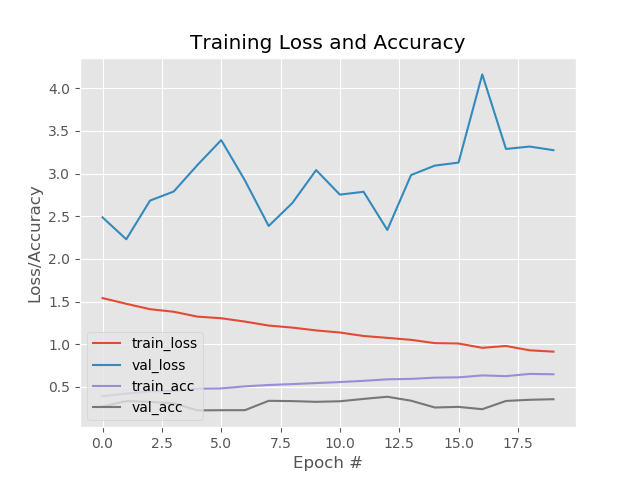 Training Loss and Accuracy
Loss/Accuracy
4.0
3.5
3.0
2.5
2.0
1.5
1.0
0.5
train_loss
val_loss
train_acc
val_acc
0.0 2.5 5.0 7.5 10.0 12.5 15.0 17.5
Epoch #